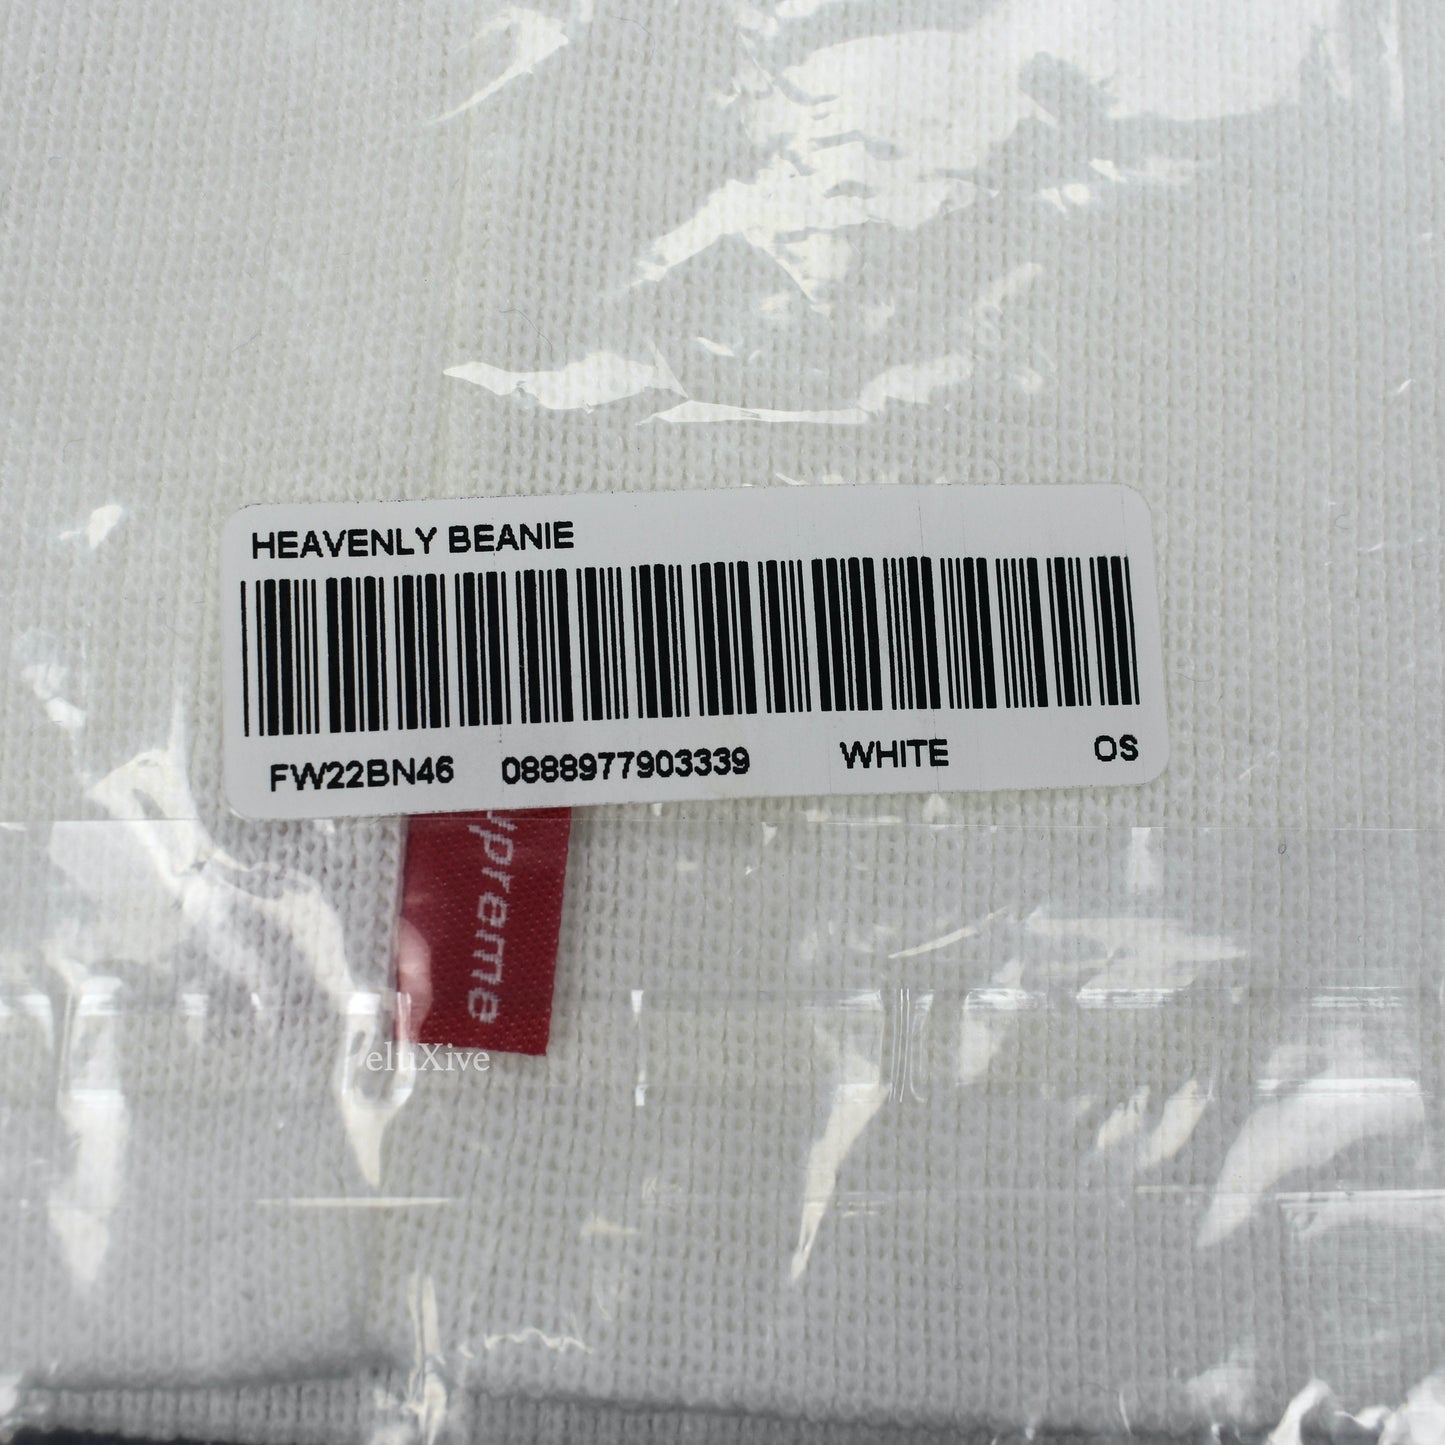 HEAVENLY BEANIE
FW22BN46 0888977903339 WHITE OS
upreme
eluXive